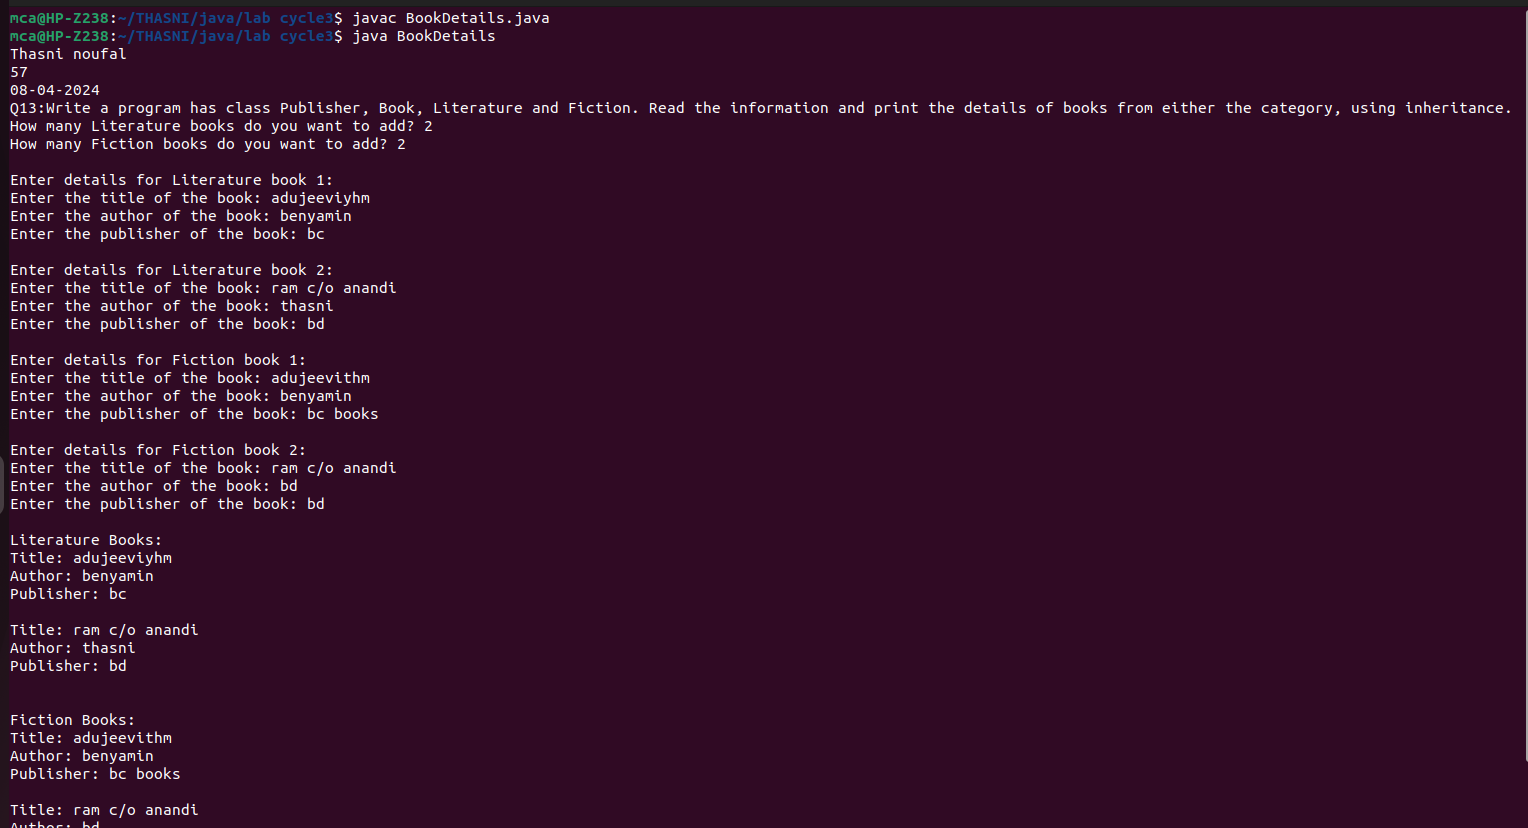 mca@HP-Z238:~/THASNI/java/lab cycle3$ javac BookDetails.java
mca@HP-Z238:~/THASNI/java/lab cycle3$ java BookDetails
Thasni noufal
57
08-04-2024
Q13:Write a program has class Publisher, Book, Literature and Fiction. Read the information and print the details of books from either the category, using inheritance.
How many Literature books do you want to add? 2
How many Fiction books do you want to add? 2
Enter details for Literature book 1:
Enter the title of the book: adujeeviyhm
Enter the author of the book: benyamin
Enter the publisher of the book: bc
Enter details for Literature book 2:
Enter the title of the book: ram c/o anandi
Enter the author of the book: thasni
Enter the publisher of the book: bd
Enter details for Fiction book 1:
Enter the title of the book: adujeevithm
Enter the author of the book: benyamin
Enter the publisher of the book: bc books
Enter details for Fiction book 2:
Enter the title of the book: ram c/o anandi
Enter the author of the book: bd
Enter the publisher of the book: bd
Literature Books:
Title: adujeeviyhm
Author: benyamin
Publisher: bc
Title: ram c/o anandi
Author: thasni
Publisher: bd
Fiction Books:
Title: adujeevithm
Author: benyamin
Publisher: bc books
Title: ram c/o anandi
Author: bd